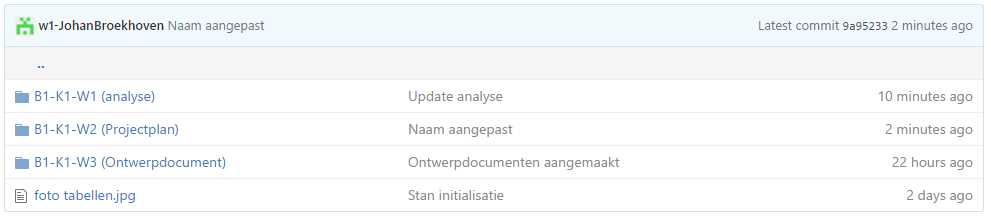 w1-JohanBroekhoven Naam aangepast Latest commit 9a95233 2 minutes ago
..
B1-K1-W1 (analyse) Update analyse 10 minutes ago
B1-K1-W2 (Projectplan) Naam aangepast 2 minutes ago
B1-K1-W3 (Ontwerpdocument) Ontwerpdocumenten aangemaakt 22 hours ago
foto tabellen.jpg Stan initialisatie 2 days ago